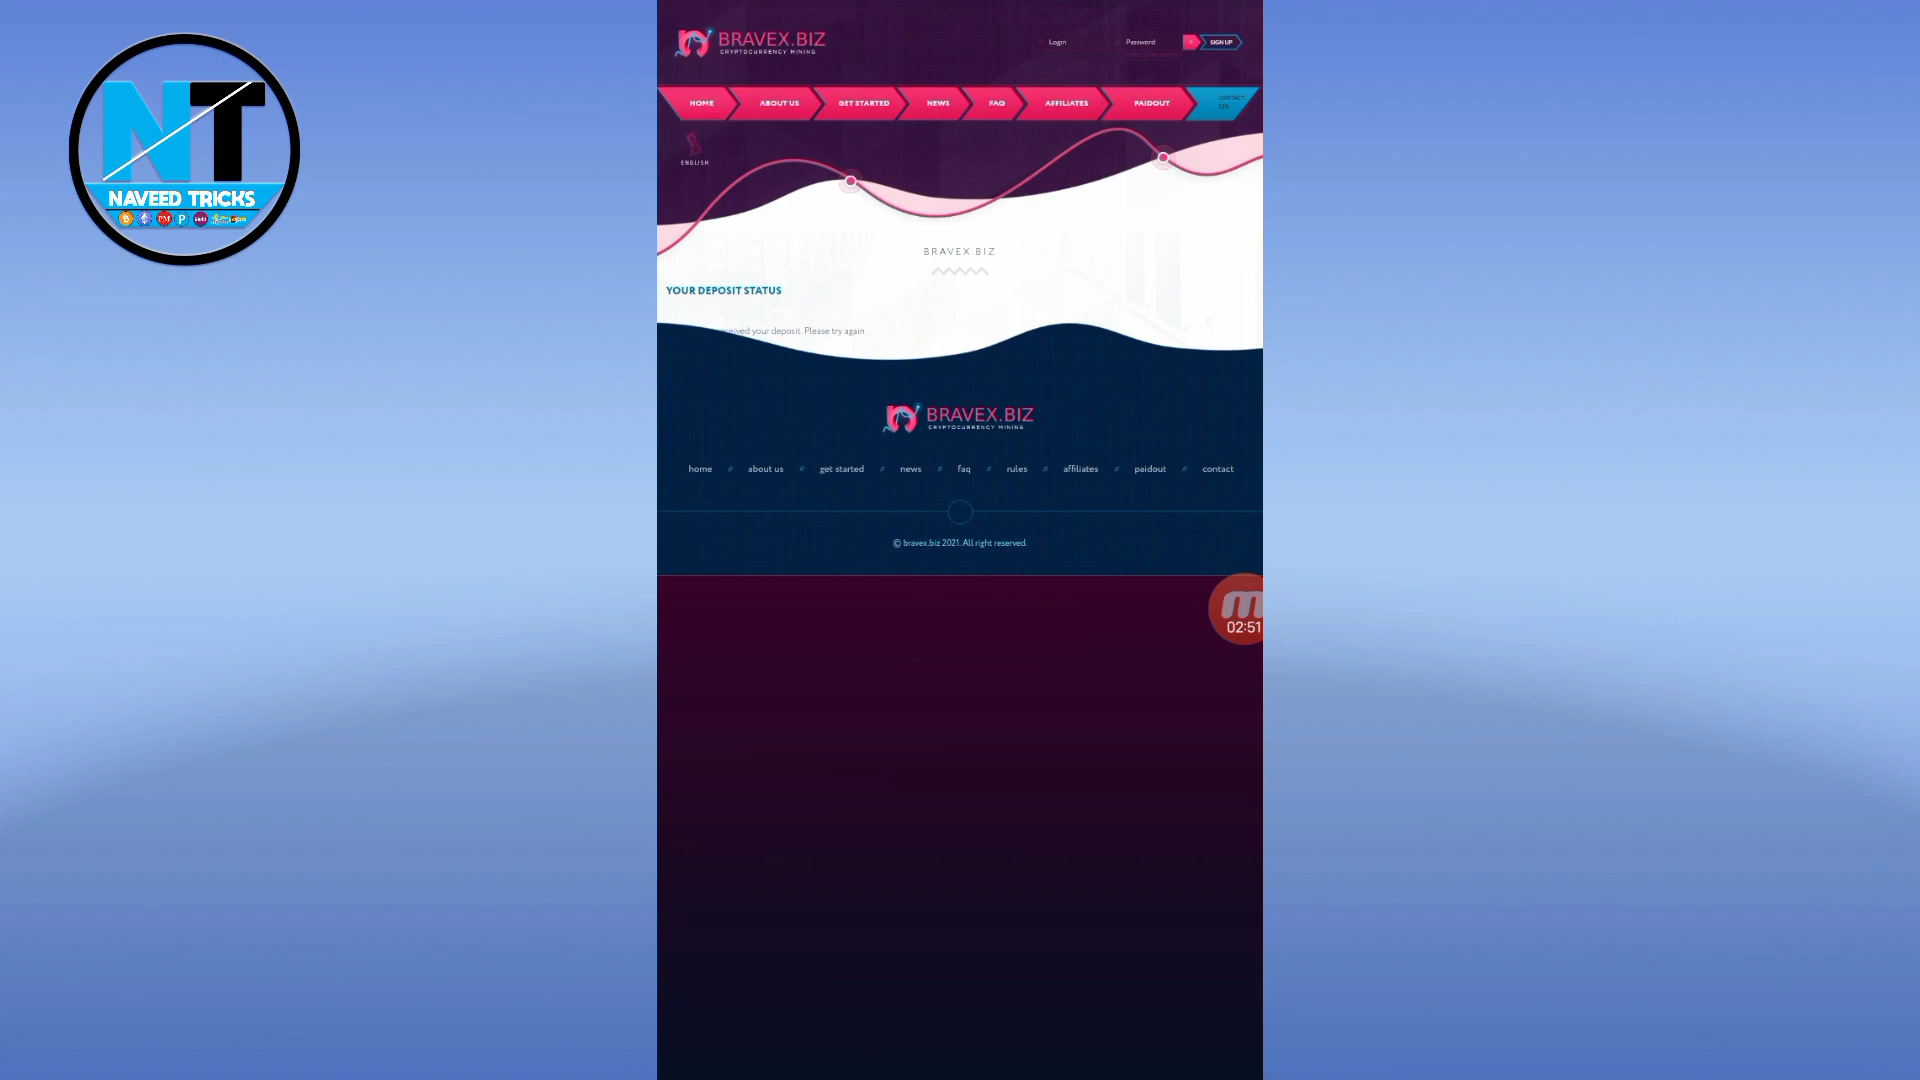 NT
NAVEED TRICKS
BRAVEX.BIZ
CRYPTOCURRENCY MINING
Login
Password
SIGN UP
HOME
ABOUT US
GET STARTED
NEWS
FAQ
AFFILIATES
PAIDOUT
CONTACT
US
ENGLISH
BRAVEX BIZ
YOUR DEPOSIT STATUS
your deposit. Please try again
BRAVEX.BIZ
CRYPTOCURRENCY MINING
home // about us // get started // news // faq // rules // affiliates // paidout // contact
© bravex.biz 2021. All right reserved.
02:51